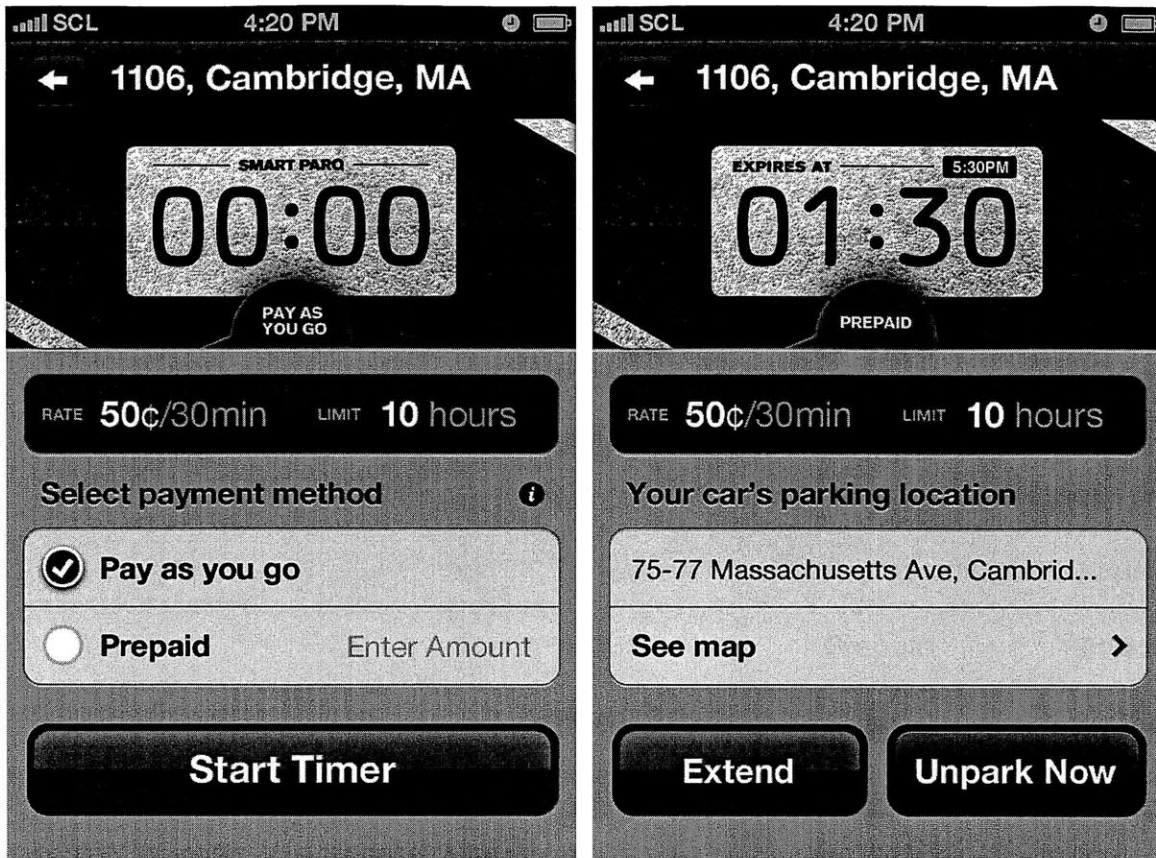 SCL 4:20 PM
1106, Cambridge, MA
SMART PARQ
00:00
PAY AS
YOU GO
RATE 50¢/30min LIMIT 10 hours
Select payment method
Pay as you go
Prepaid Enter Amount
Start Timer
SCL 4:20 PM
1106, Cambridge, MA
EXPIRES AT 5:30PM
01:30
PREPAID
RATE 50¢/30min LIMIT 10 hours
Your car's parking location
75-77 Massachusetts Ave, Cambrid...
See map
Extend Unpark Now